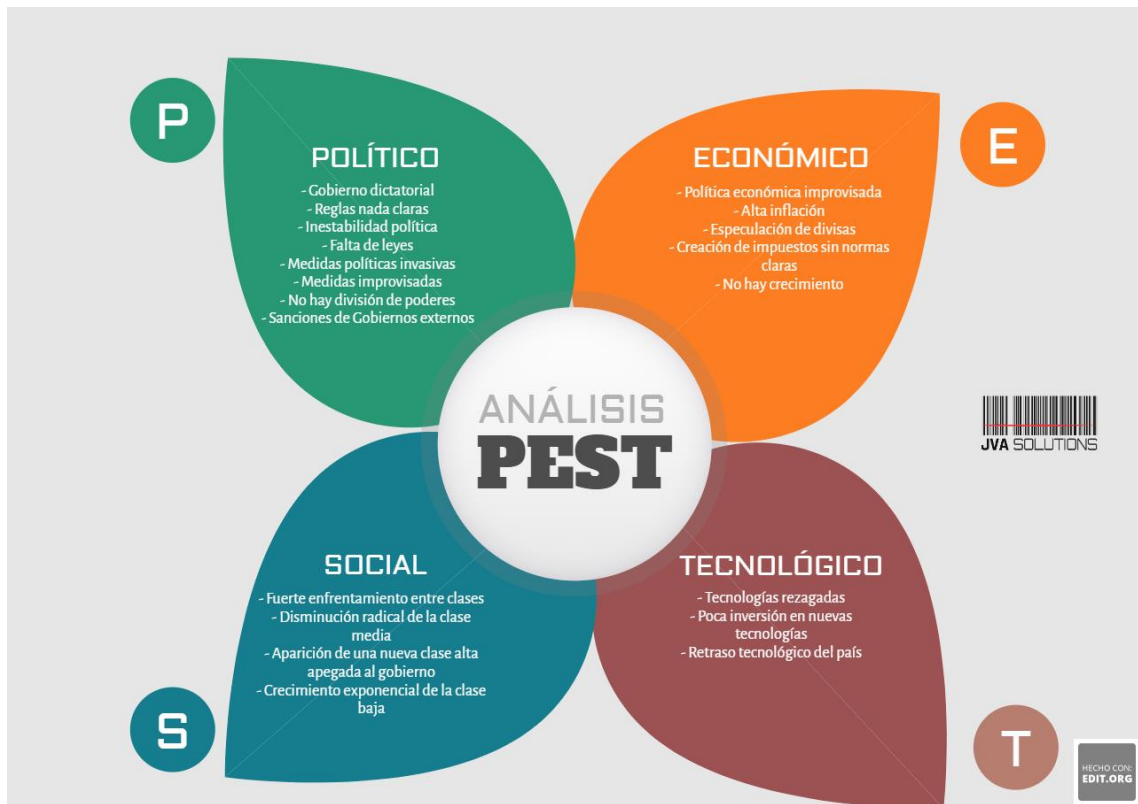 P
POLÍTICO
- Gobierno dictatorial
- Reglas nada claras
- Inestabilidad política
- Falta de leyes
- Medidas políticas invasivas
- Medidas improvisadas
- No hay división de poderes
- Sanciones de Gobiernos externos
E
ECONÓMICO
- Política económica improvisada
- Alta inflación
- Especulación de divisas
- Creación de impuestos sin normas
claras
- No hay crecimiento
ANÁLISIS
PEST
JVA SOLUTIONS
SOCIAL
- Fuerte enfrentamiento entre clases
- Disminución radical de la clase
media
- Aparición de una nueva clase alta
apegada al gobierno
- Crecimiento exponencial de la clase
baja
S
TECNOLÓGICO
- Tecnologías rezagadas
- Poca inversión en nuevas
tecnologías
- Retraso tecnológico del país
T
HECHO CON:
EDIT.ORG